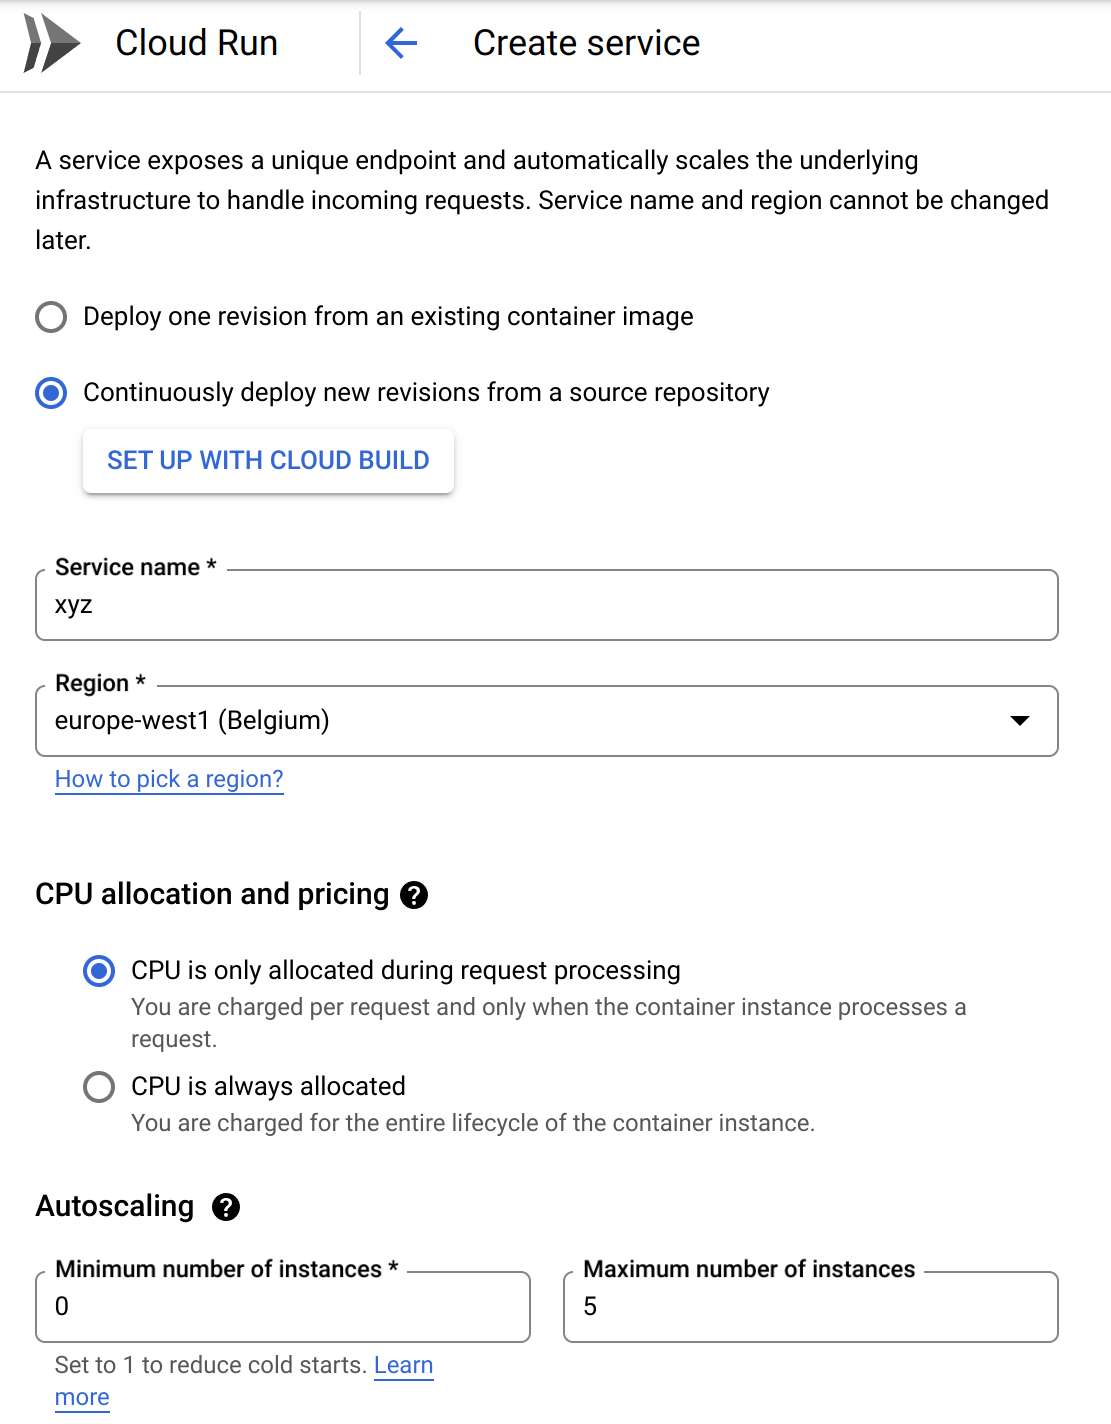 Cloud Run
Create service
A service exposes a unique endpoint and automatically scales the underlying
infrastructure to handle incoming requests. Service name and region cannot be changed
later.
Deploy one revision from an existing container image
Continuously deploy new revisions from a source repository
SET UP WITH CLOUD BUILD
Service name *
xyz
Region *
europe-west1 (Belgium)
How to pick a region?
CPU allocation and pricing ?
CPU is only allocated during request processing
You are charged per request and only when the container instance processes a
request.
CPU is always allocated
You are charged for the entire lifecycle of the container instance.
Autoscaling ?
Minimum number of instances *
0
Set to 1 to reduce cold starts. Learn
more
Maximum number of instances
5